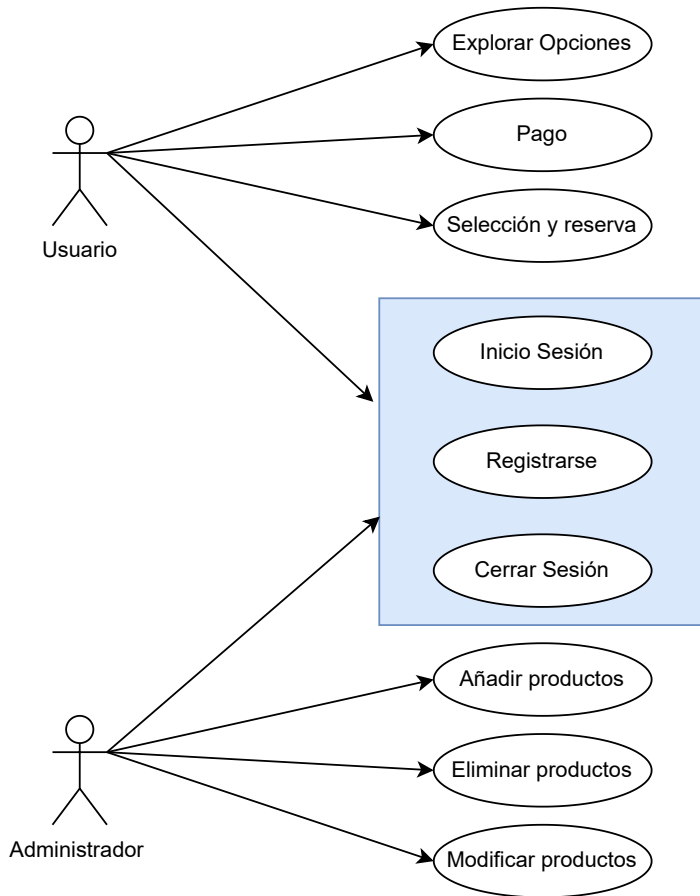 Explorar Opciones
Pago
Selección y reserva
Usuario
Inicio Sesión
Registrarse
Cerrar Sesión
Añadir productos
Eliminar productos
Modificar productos
Administrador